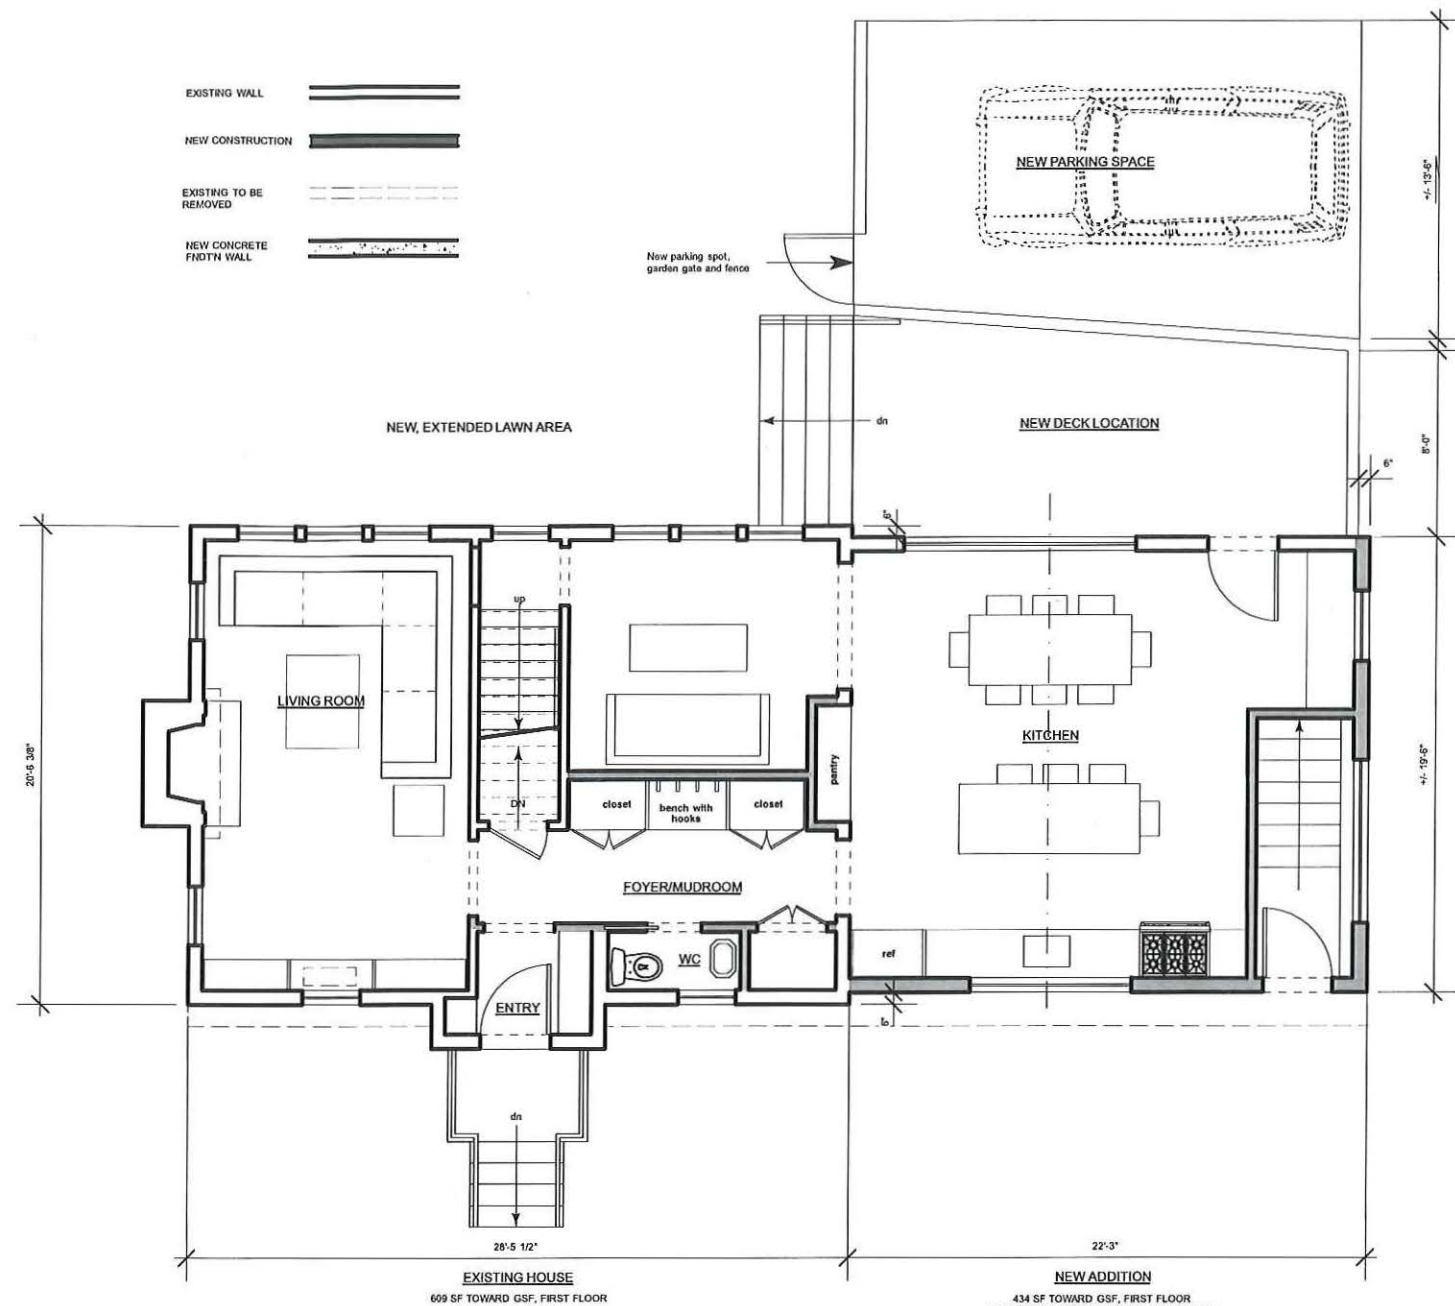 EXISTING WALL
NEW CONSTRUCTION
EXISTING TO BE
REMOVED
NEW CONCRETE
FNDT'N WALL
NEW PARKING SPACE
+/- 13'-6"
New parking spot,
garden gate and fence
NEW, EXTENDED LAWN AREA
dn
NEW DECK LOCATION
8'-0"
6"
6"
up
LIVING ROOM
KITCHEN
20'-6 3/8"
+/- 19'-6"
pantry
DN
closet
bench with
hooks
closet
FOYER/MUDROOM
ref
WC
ENTRY
6"
dn
28'-5 1/2"
22'-3"
EXISTING HOUSE
609 SF TOWARD GSF, FIRST FLOOR
NEW ADDITION
434 SF TOWARD GSF, FIRST FLOOR